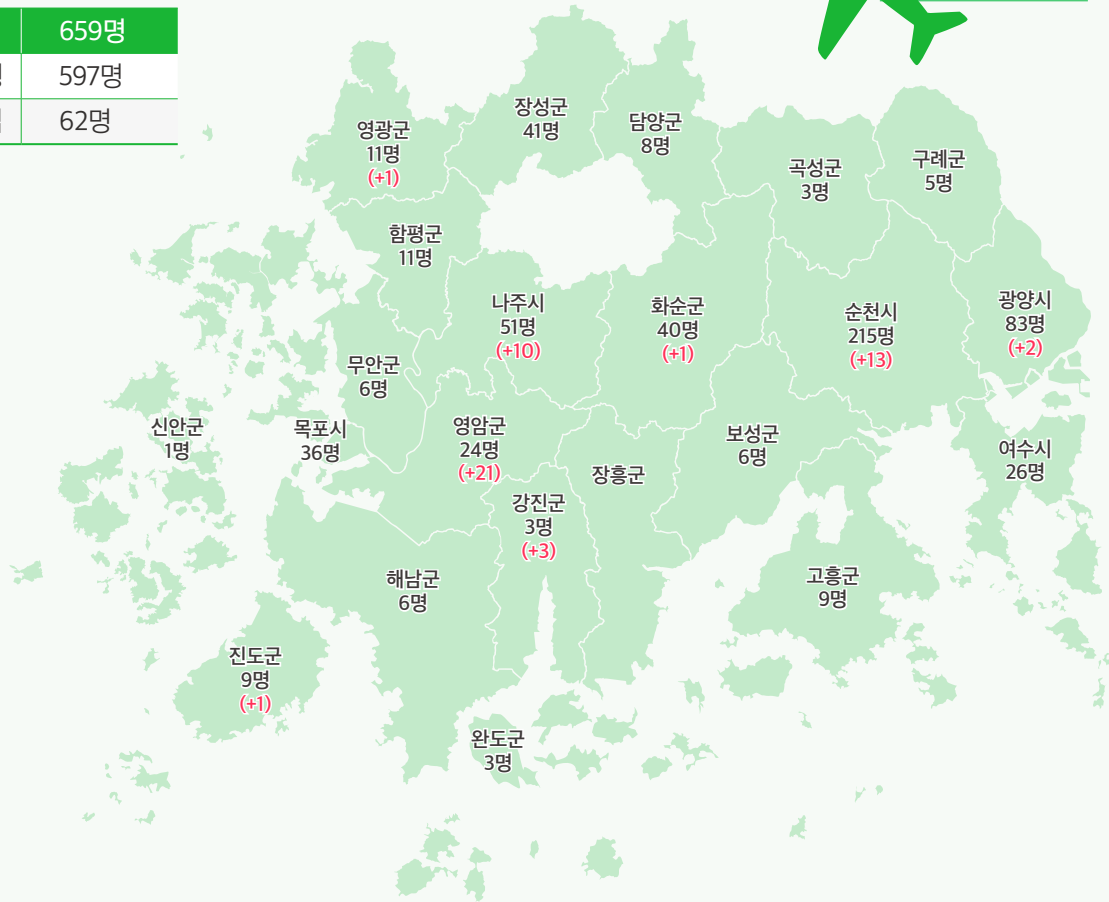 659명
597명
62명
장성군
41명
담양군
8명
영광군
11명
(+1)
구례군
5명
곡성군
3명
함평군
11명
나주시
51명
(+10)
화순군
40명
(+1)
순천시
215명
(+13)
광양시
83명
(+2)
무안군
6명
신안군
1명
목포시
36명
영암군
24명
(+21)
보성군
6명
여수시
26명
장흥군
강진군
3명
(+3)
해남군
6명
고흥군
9명
진도군
9명
(+1)
완도군
3명